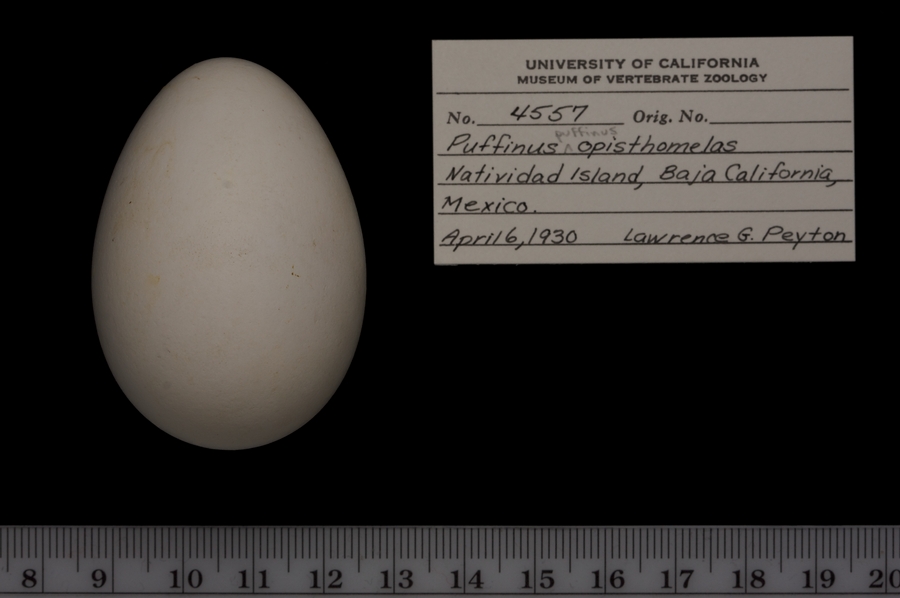 UNIVERSITY OF CALIFORNIA
MUSEUM OF VERTEBRATE ZOOLOGY
No. 4557 Orig. No.
puffinus
Puffinus ^ opisthomelas
Natividad Island, Baja California,
Mexico.
April 6, 1930 Lawrence G. Peyton
8 9 10 11 12 13 14 15 16 17 18 19 20